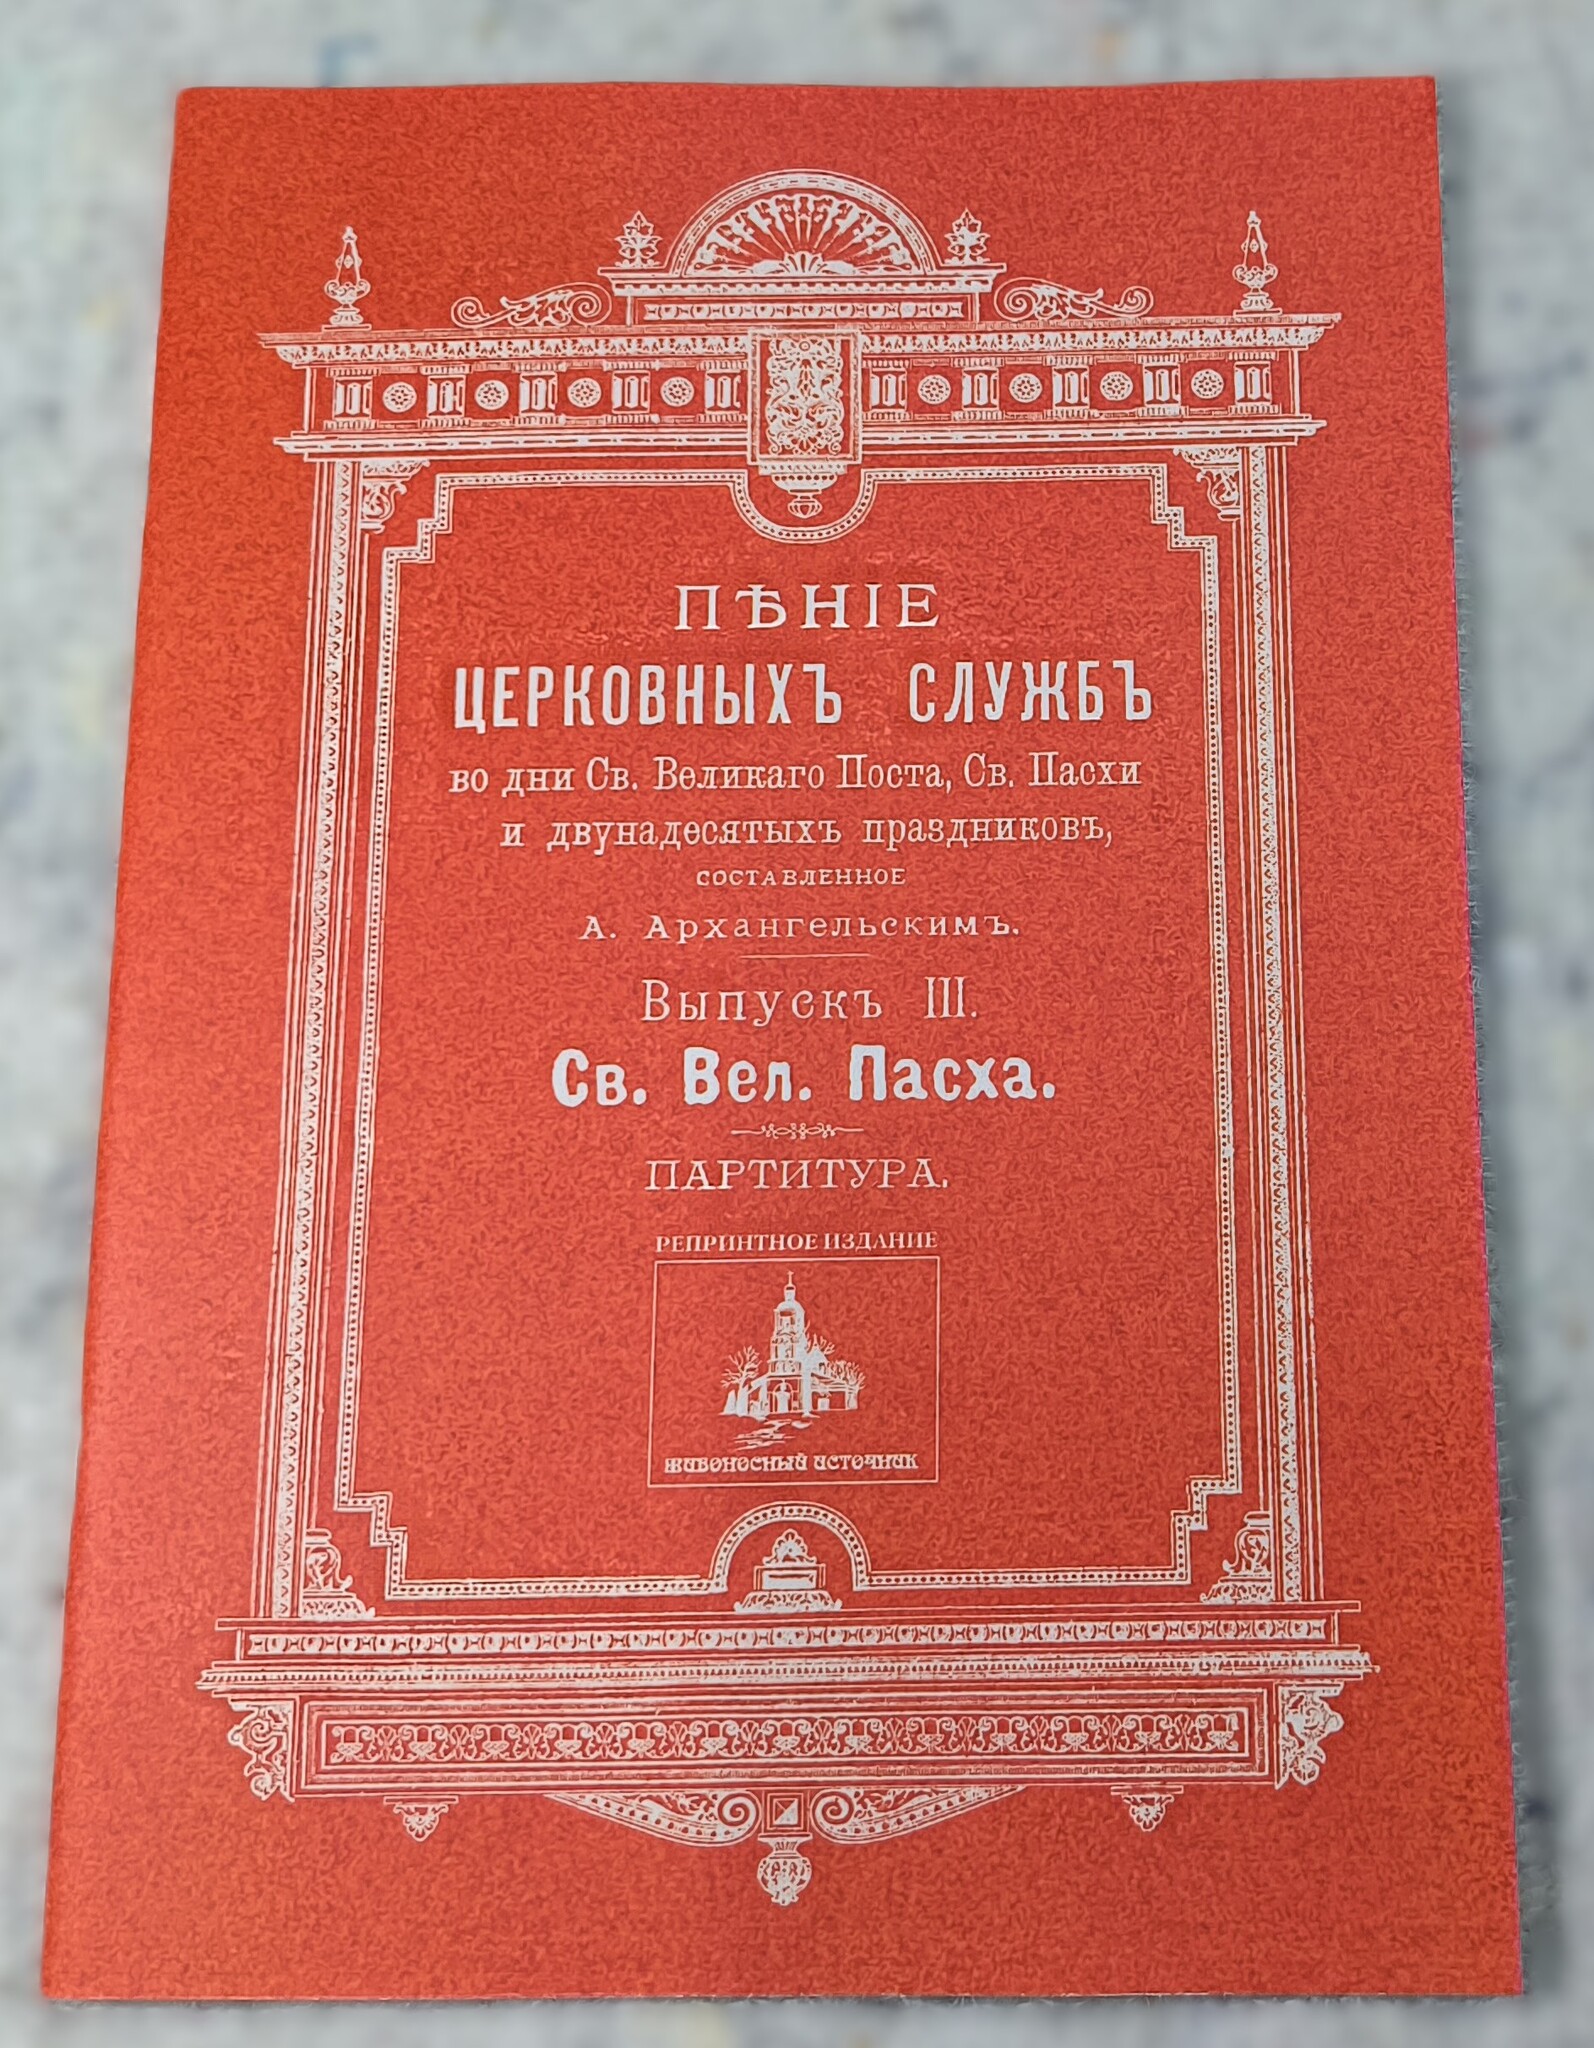 ПѢНІЕ
ЦЕРКОВНЫХЪ СЛУЖБЪ
во дни Св. Великаго Поста, Св. Пасхи
и двунадесятыхъ праздниковъ,
СОСТАВЛЕННОЕ
А. Архангельскимъ.
Выпускъ III.
Св. Вел. Пасха.
ПАРТИТУРА.
РЕПРИНТНОЕ ИЗДАНИЕ
ЖИВОНОСНЫЙ ИСТОЧНИК